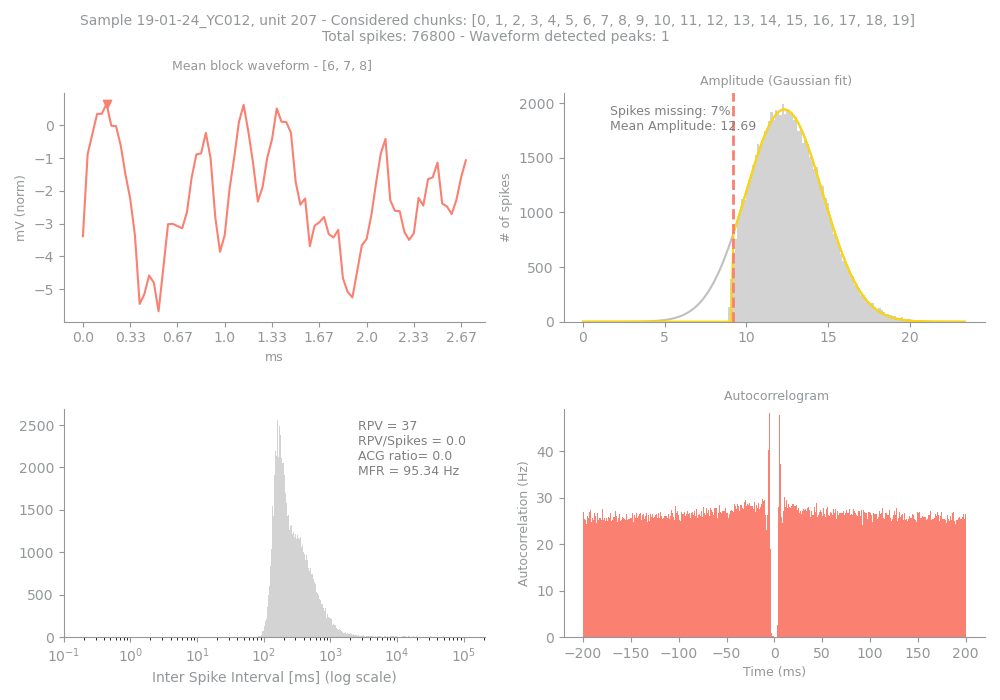 Sample 19-01-24_YC012, unit 207 - Considered chunks: [0, 1, 2, 3, 4, 5, 6, 7, 8, 9, 10, 11, 12, 13, 14, 15, 16, 17, 18, 19]
Total spikes: 76800 - Waveform detected peaks: 1
Mean block waveform - [6, 7, 8]
mV (norm)
0
−1
−2
−3
−4
−5
0.0 0.33 0.67 1.0 1.33 1.67 2.0 2.33 2.67
ms
Amplitude (Gaussian fit)
Spikes missing: 7%
Mean Amplitude: 12.69
# of spikes
2000
1500
1000
500
0
0 5 10 15 20
RPV = 37
RPV/Spikes = 0.0
ACG ratio= 0.0
MFR = 95.34 Hz
2500
2000
1500
1000
500
0
10⁻¹ 10⁰ 10¹ 10² 10³ 10⁴ 10⁵
Inter Spike Interval [ms] (log scale)
Autocorrelogram
Autocorrelation (Hz)
40
30
20
10
0
−200 −150 −100 −50 0 50 100 150 200
Time (ms)